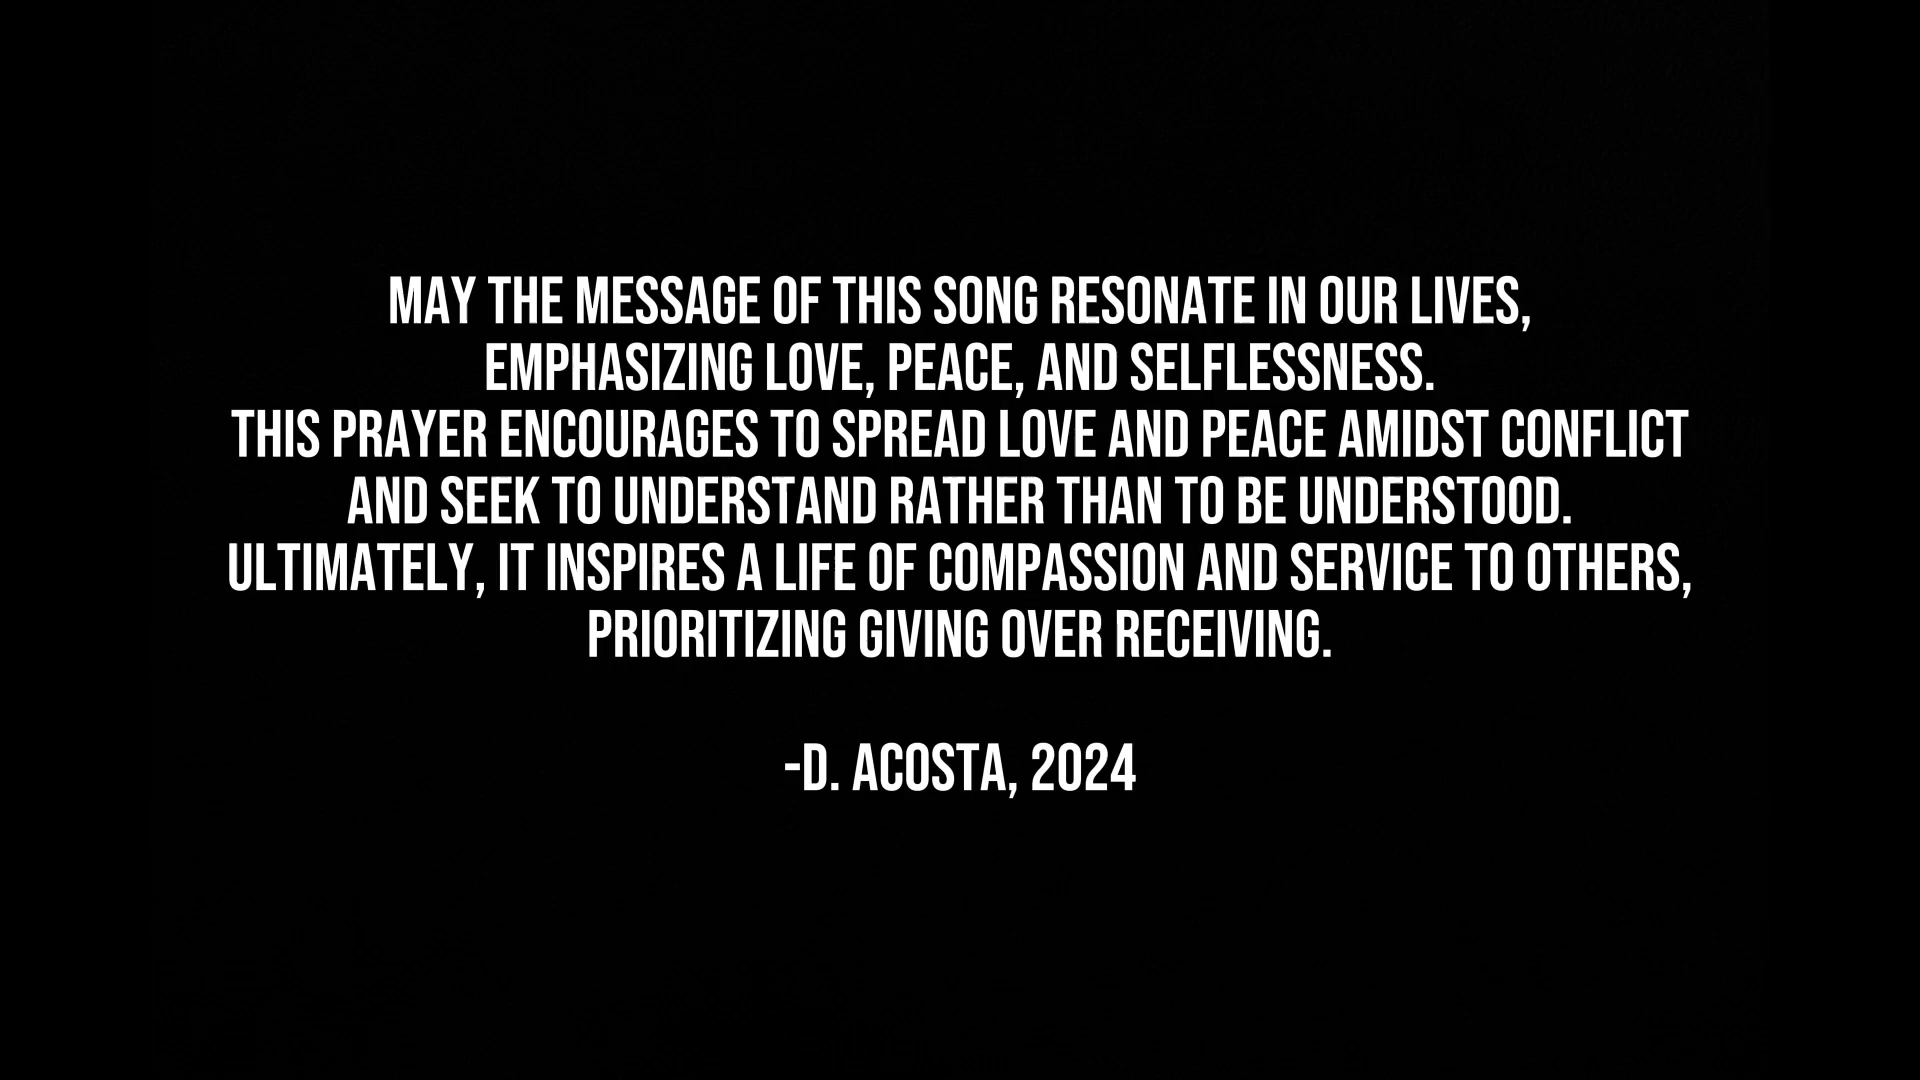 MAY THE MESSAGE OF THIS SONG RESONATE IN OUR LIVES,
EMPHASIZING LOVE, PEACE, AND SELFLESSNESS.
THIS PRAYER ENCOURAGES TO SPREAD LOVE AND PEACE AMIDST CONFLICT
AND SEEK TO UNDERSTAND RATHER THAN TO BE UNDERSTOOD.
ULTIMATELY, IT INSPIRES A LIFE OF COMPASSION AND SERVICE TO OTHERS,
PRIORITIZING GIVING OVER RECEIVING.
-D. ACOSTA, 2024